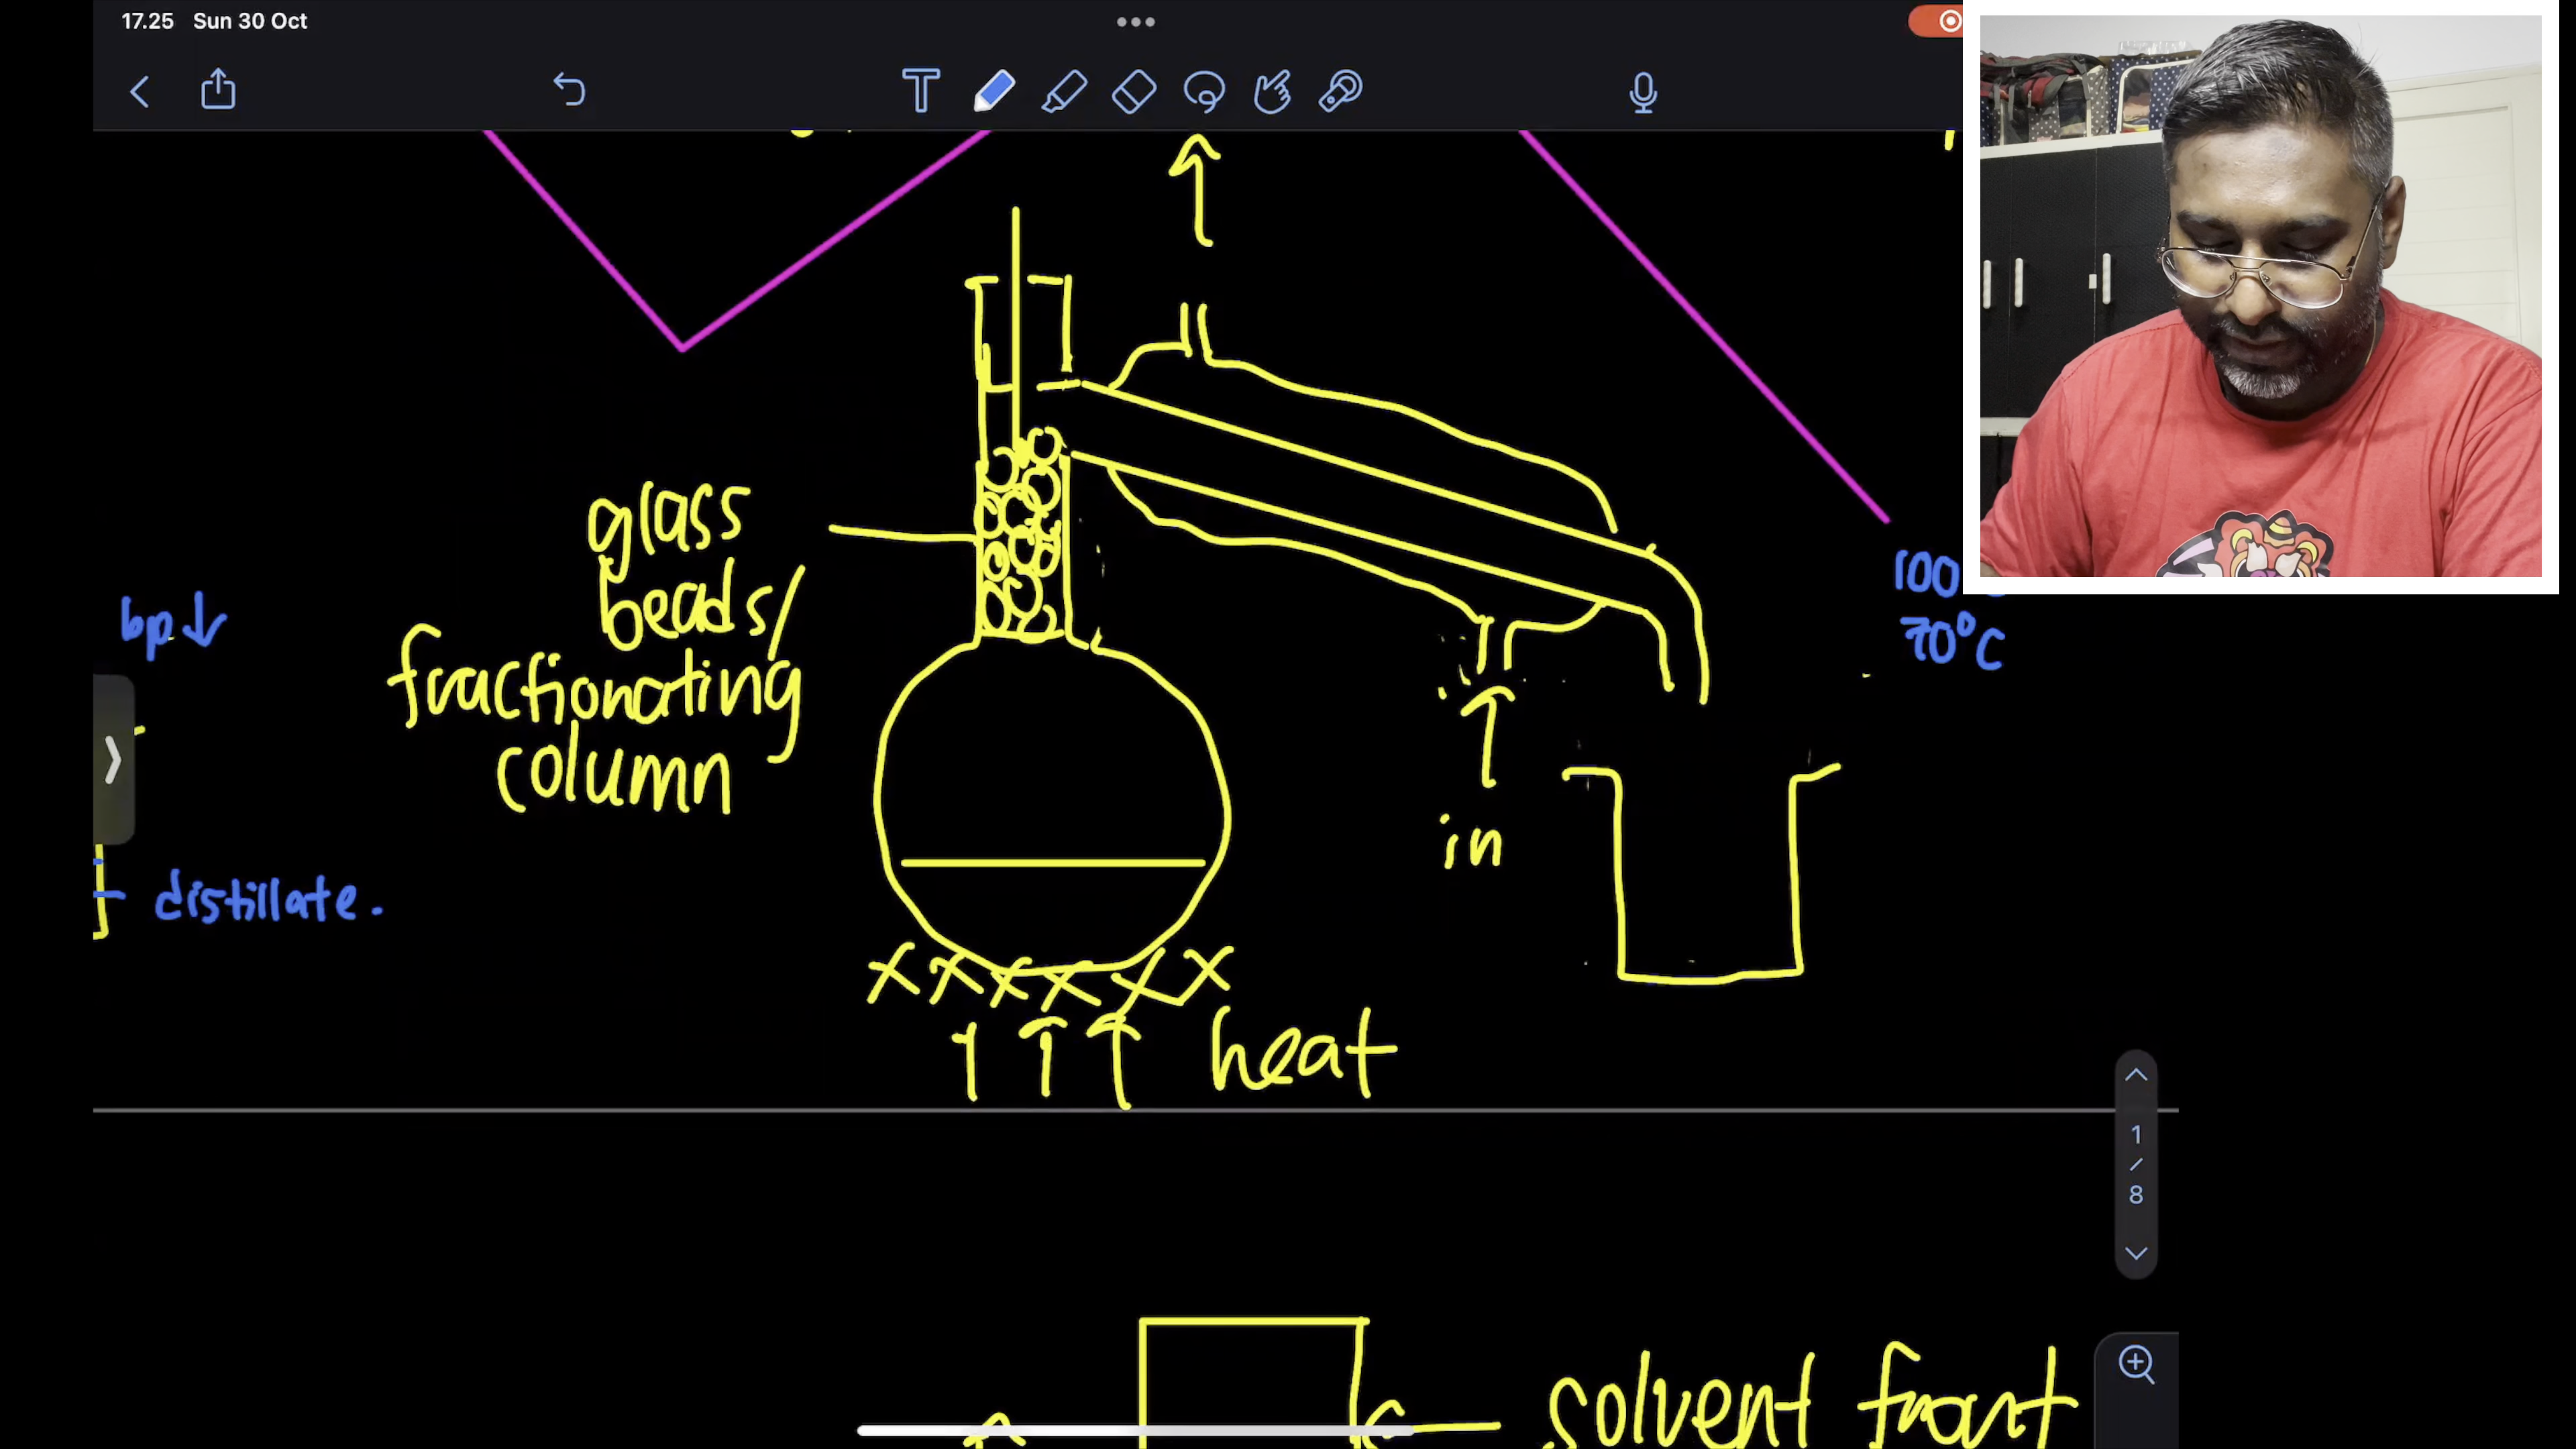 17.25 Sun 30 Oct
glass
beads/
fractionating
column
bp↓
distillate.
in
heat
100
70°C
1
/
8
solvent front